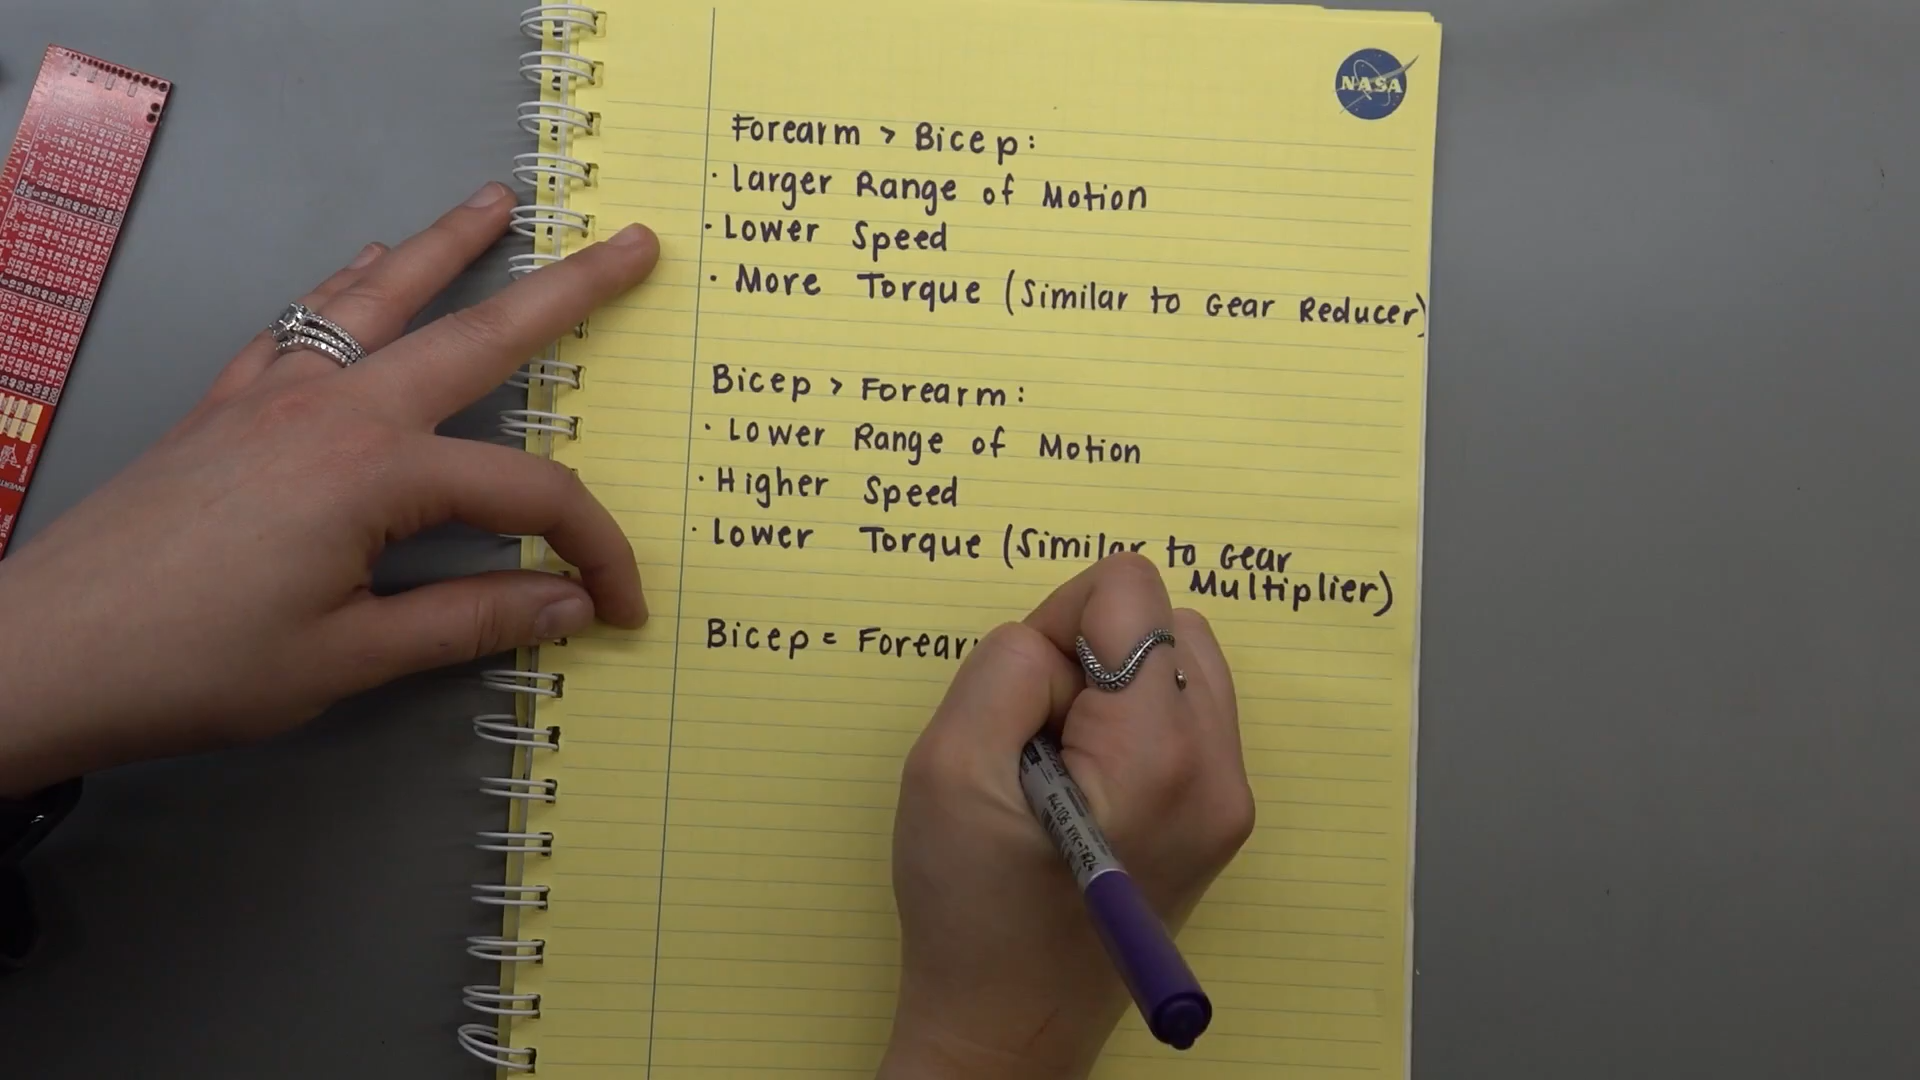 NASA
Forearm > Bicep:
· Larger Range of Motion
· Lower Speed
· More Torque (Similar to Gear Reducer)
Bicep > Forearm:
· Lower Range of Motion
· Higher Speed
· Lower Torque (Similar to Gear
Multiplier)
Bicep =